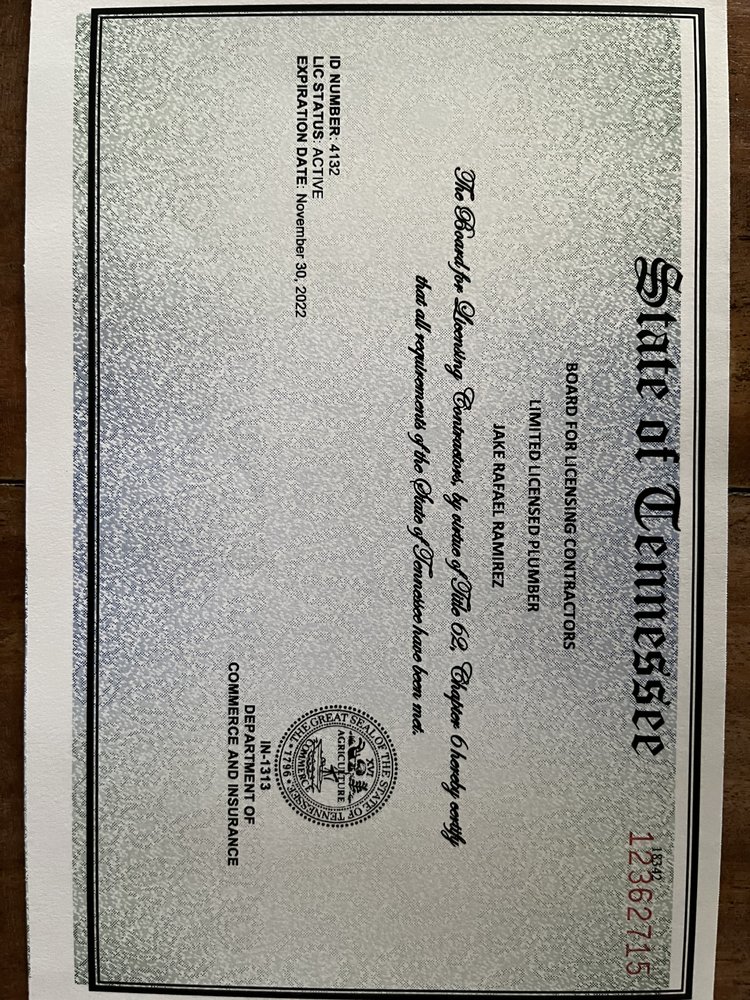 State of Tennessee
18342
12362715
BOARD FOR LICENSING CONTRACTORS
LIMITED LICENSED PLUMBER
JAKE RAFAEL RAMIREZ
The Board for Licensing Contractors, by virtue of Title 62, Chapter 6 hereby certify
that all requirements of the State of Tennessee have been met.
ID NUMBER: 4132
LIC STATUS: ACTIVE
EXPIRATION DATE: November 30, 2022
THE GREAT SEAL OF THE STATE OF TENNESSEE
XVI
AGRICULTURE
COMMERCE
1796
IN-1313
DEPARTMENT OF
COMMERCE AND INSURANCE